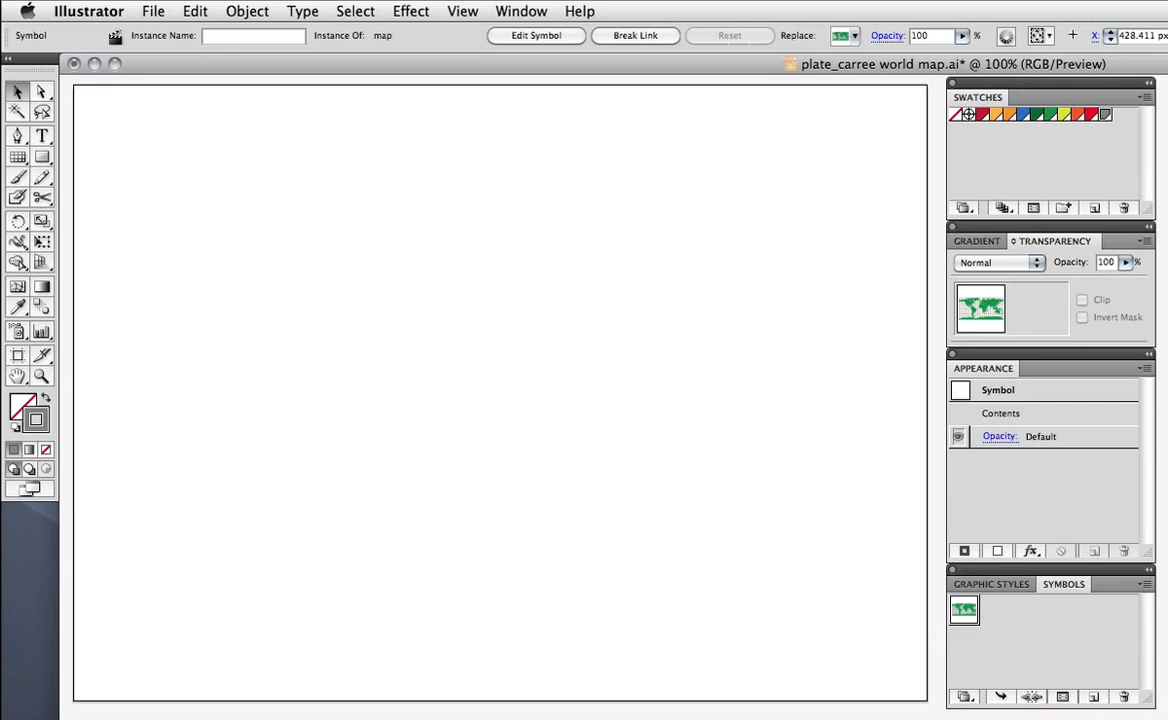 Illustrator File Edit Object Type Select Effect View Window Help
Symbol Instance Name: Instance Of: map Edit Symbol Break Link Reset Replace: Opacity: 100 % X: 428.411 px
plate_carree world map.ai* @ 100% (RGB/Preview)
SWATCHES
GRADIENT TRANSPARENCY
Normal Opacity: 100 %
Clip
Invert Mask
APPEARANCE
Symbol
Contents
Opacity: Default
fx
GRAPHIC STYLES SYMBOLS